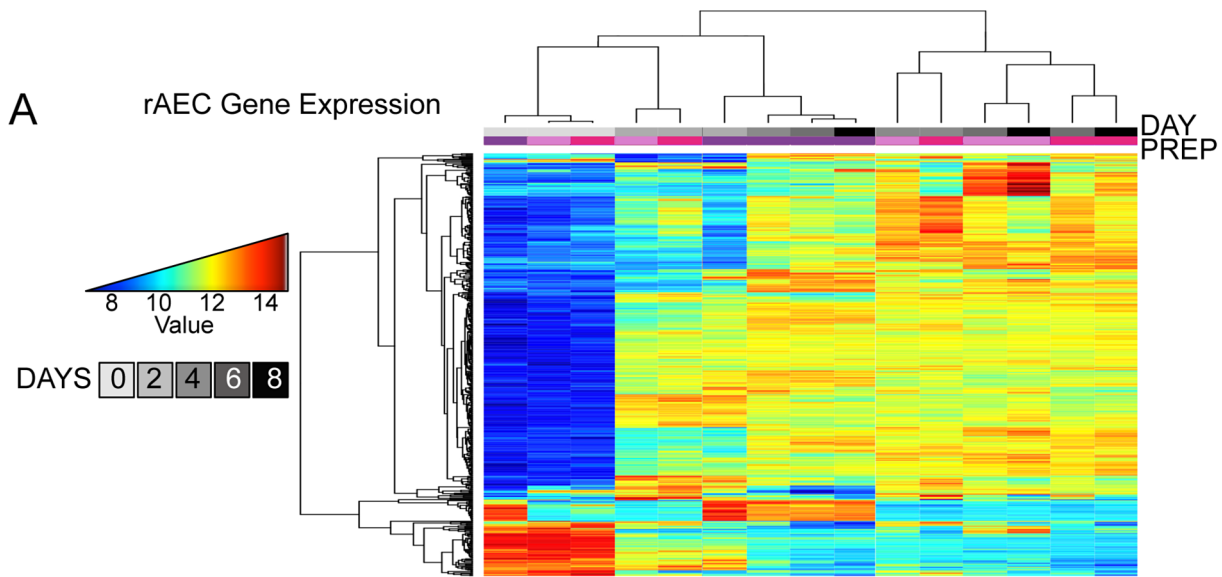 A
rAEC Gene Expression
DAY
PREP
8 10 12 14
Value
DAYS 0 2 4 6 8